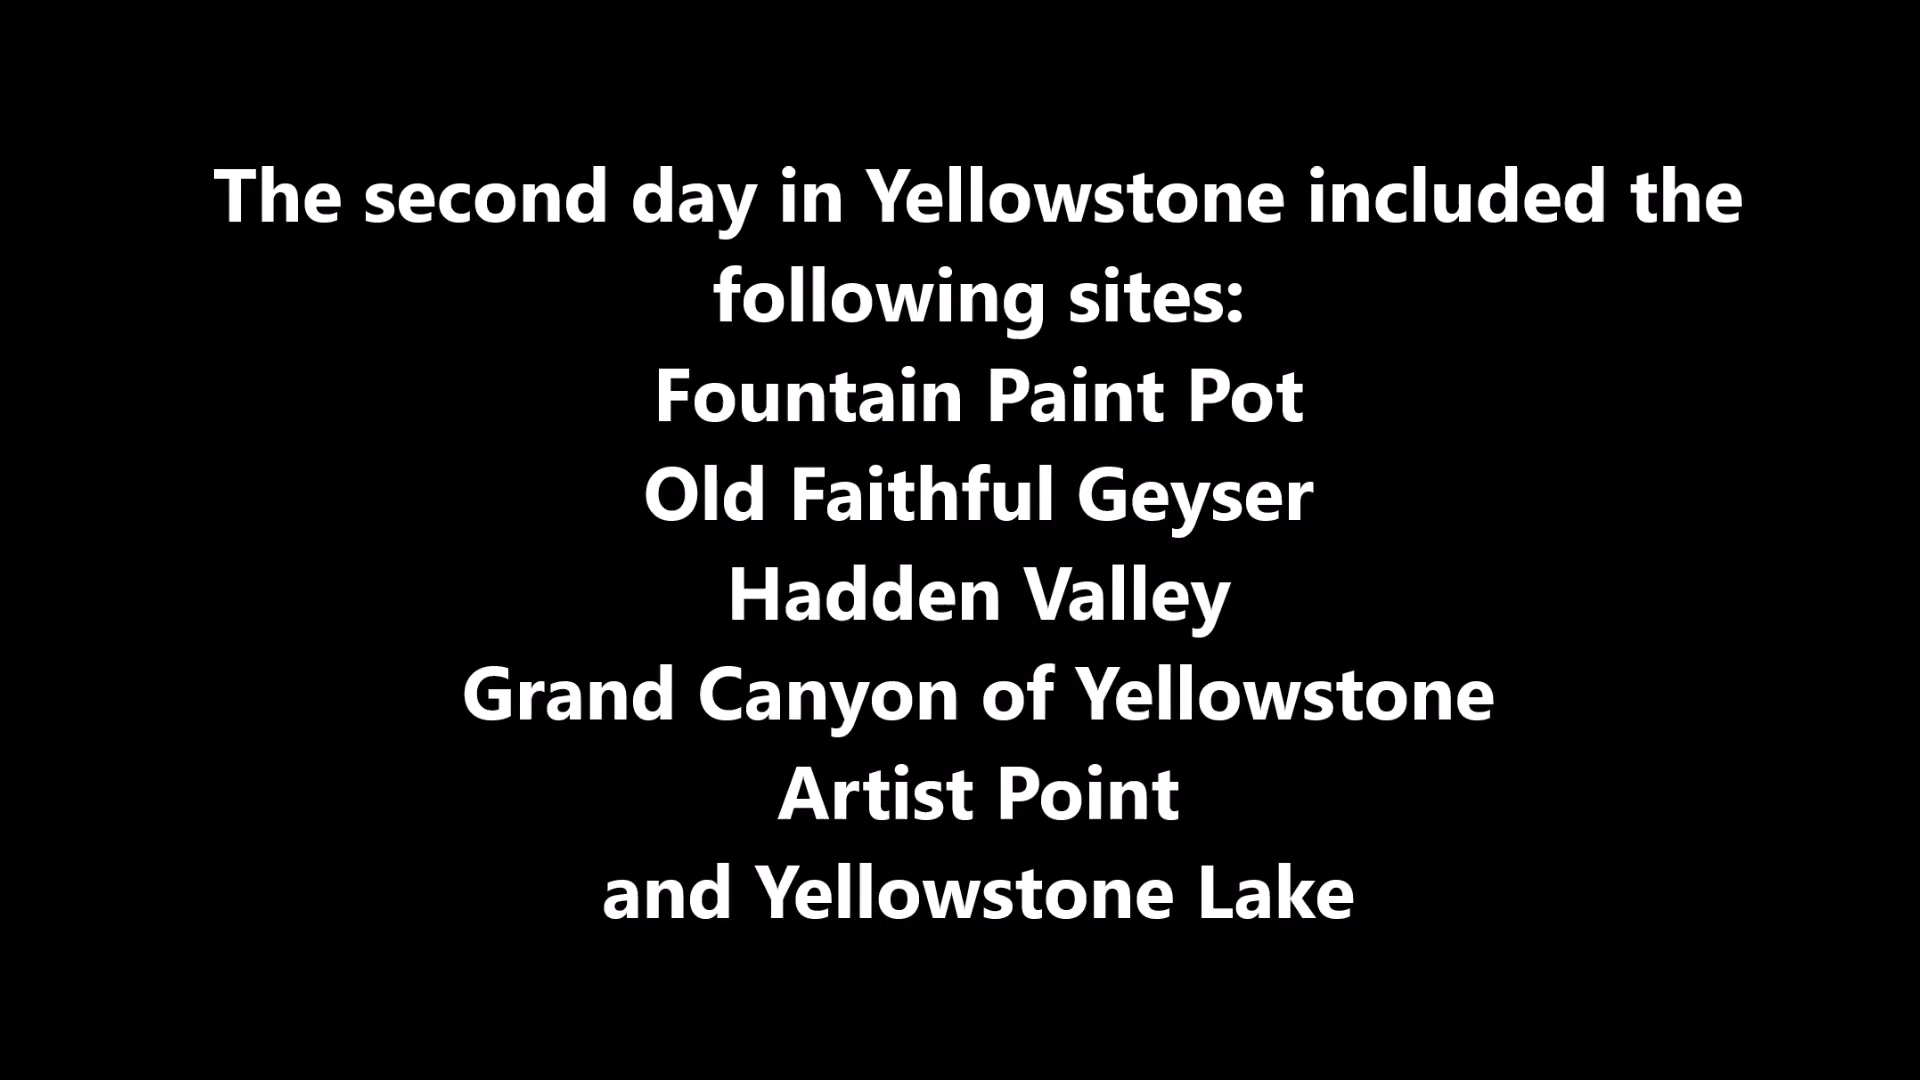 The second day in Yellowstone included the
following sites:
Fountain Paint Pot
Old Faithful Geyser
Hadden Valley
Grand Canyon of Yellowstone
Artist Point
and Yellowstone Lake